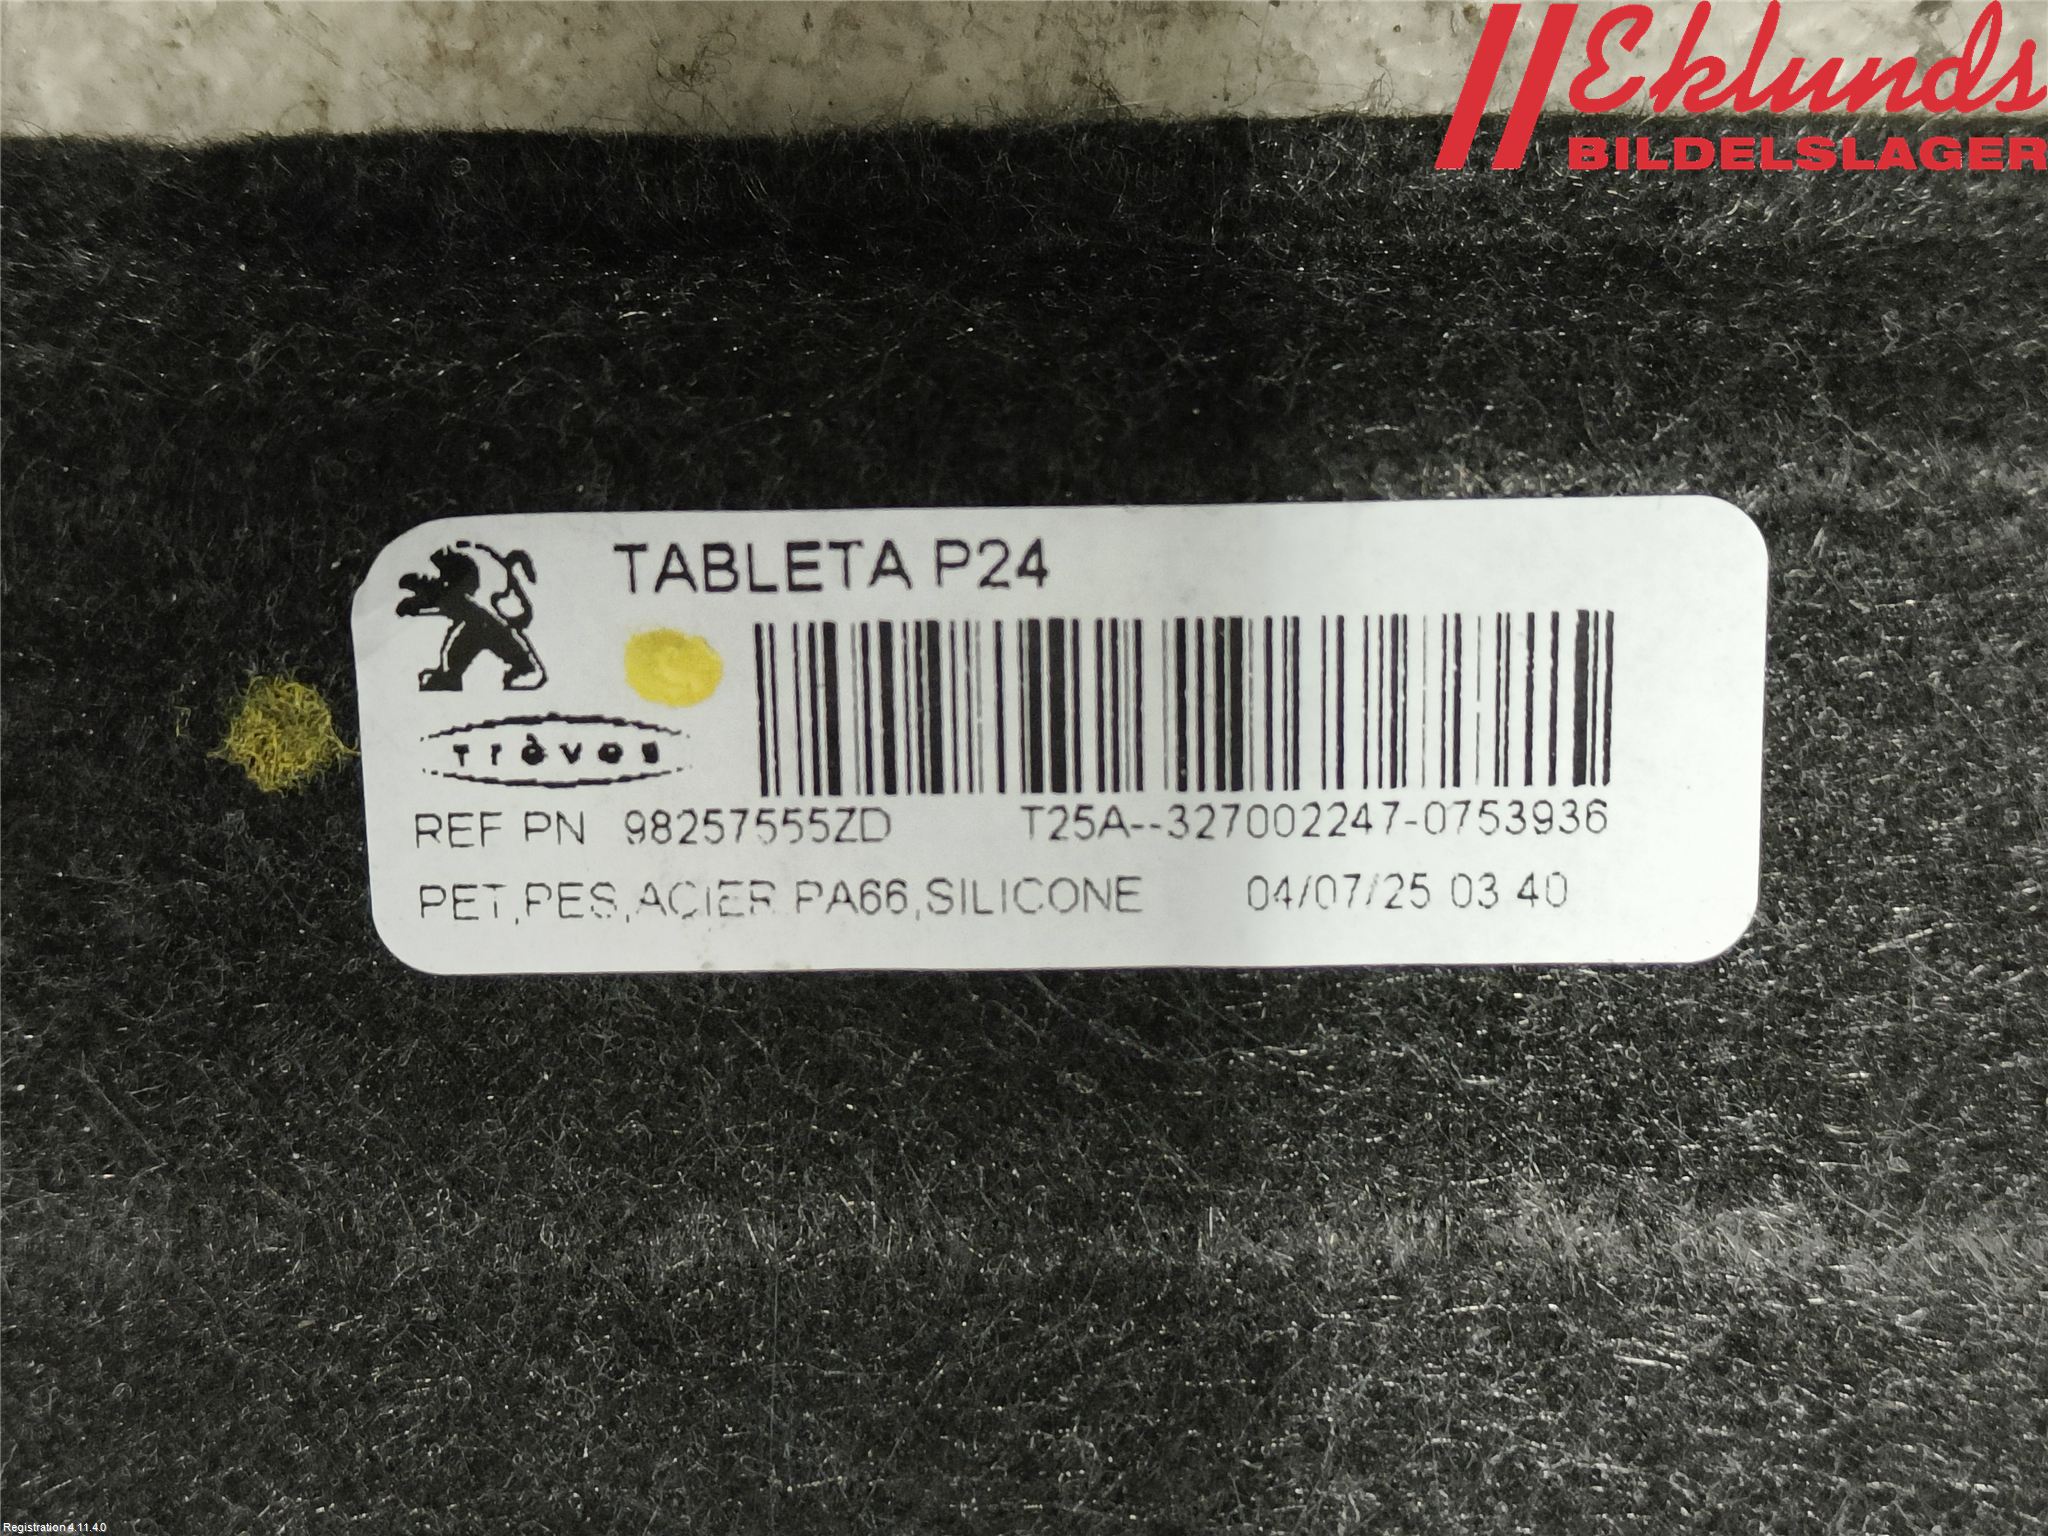 Eklunds
BILDELSLAGER
TABLETA P24
Trèves
REF PN 98257555ZD T25A--327002247-0753936
PET,PES,ACIER PA66,SILICONE 04/07/25 03 40
Registration 4.11.4.0